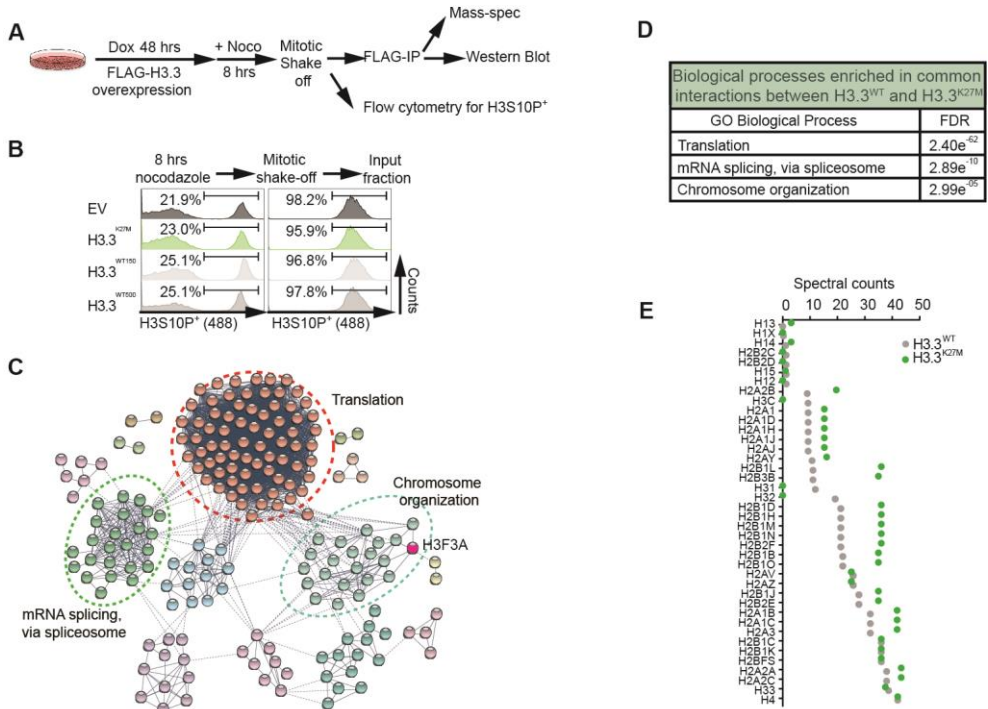 A
Dox 48 hrs
FLAG-H3.3
overexpression
+ Noco
8 hrs
Mitotic
Shake
off
FLAG-IP
Mass-spec
Western Blot
Flow cytometry for H3S10P+
B
8 hrs
nocodazole
Mitotic
shake-off
Input
fraction
EV
21.9%
98.2%
H3.3K27M
23.0%
95.9%
H3.3WT150
25.1%
96.8%
H3.3WT500
25.1%
97.8%
Counts
H3S10P+ (488)
H3S10P+ (488)
C
Translation
Chromosome
organization
H3F3A
mRNA splicing,
via spliceosome
D
Biological processes enriched in common
interactions between H3.3WT and H3.3K27M
GO Biological Process FDR
Translation 2.40e-62
mRNA splicing, via spliceosome 2.89e-10
Chromosome organization 2.99e-05
E
Spectral counts
0 10 20 30 40 50
H3.3WT
H3.3K27M
H13
H1X
H14
H2B2C
H2B2D
H15
H12
H2A2B
H3C
H2A1
H2A1D
H2A1H
H2A1J
H2AJ
H2AY
H2B1L
H2B3B
H31
H32
H2B1D
H2B1H
H2B1M
H2B1N
H2B2F
H2B1B
H2B1O
H2AV
H2AZ
H2B1J
H2B2E
H2A1B
H2A1C
H2A3
H2B1C
H2B1K
H2BFS
H2A2A
H2A2C
H33
H4